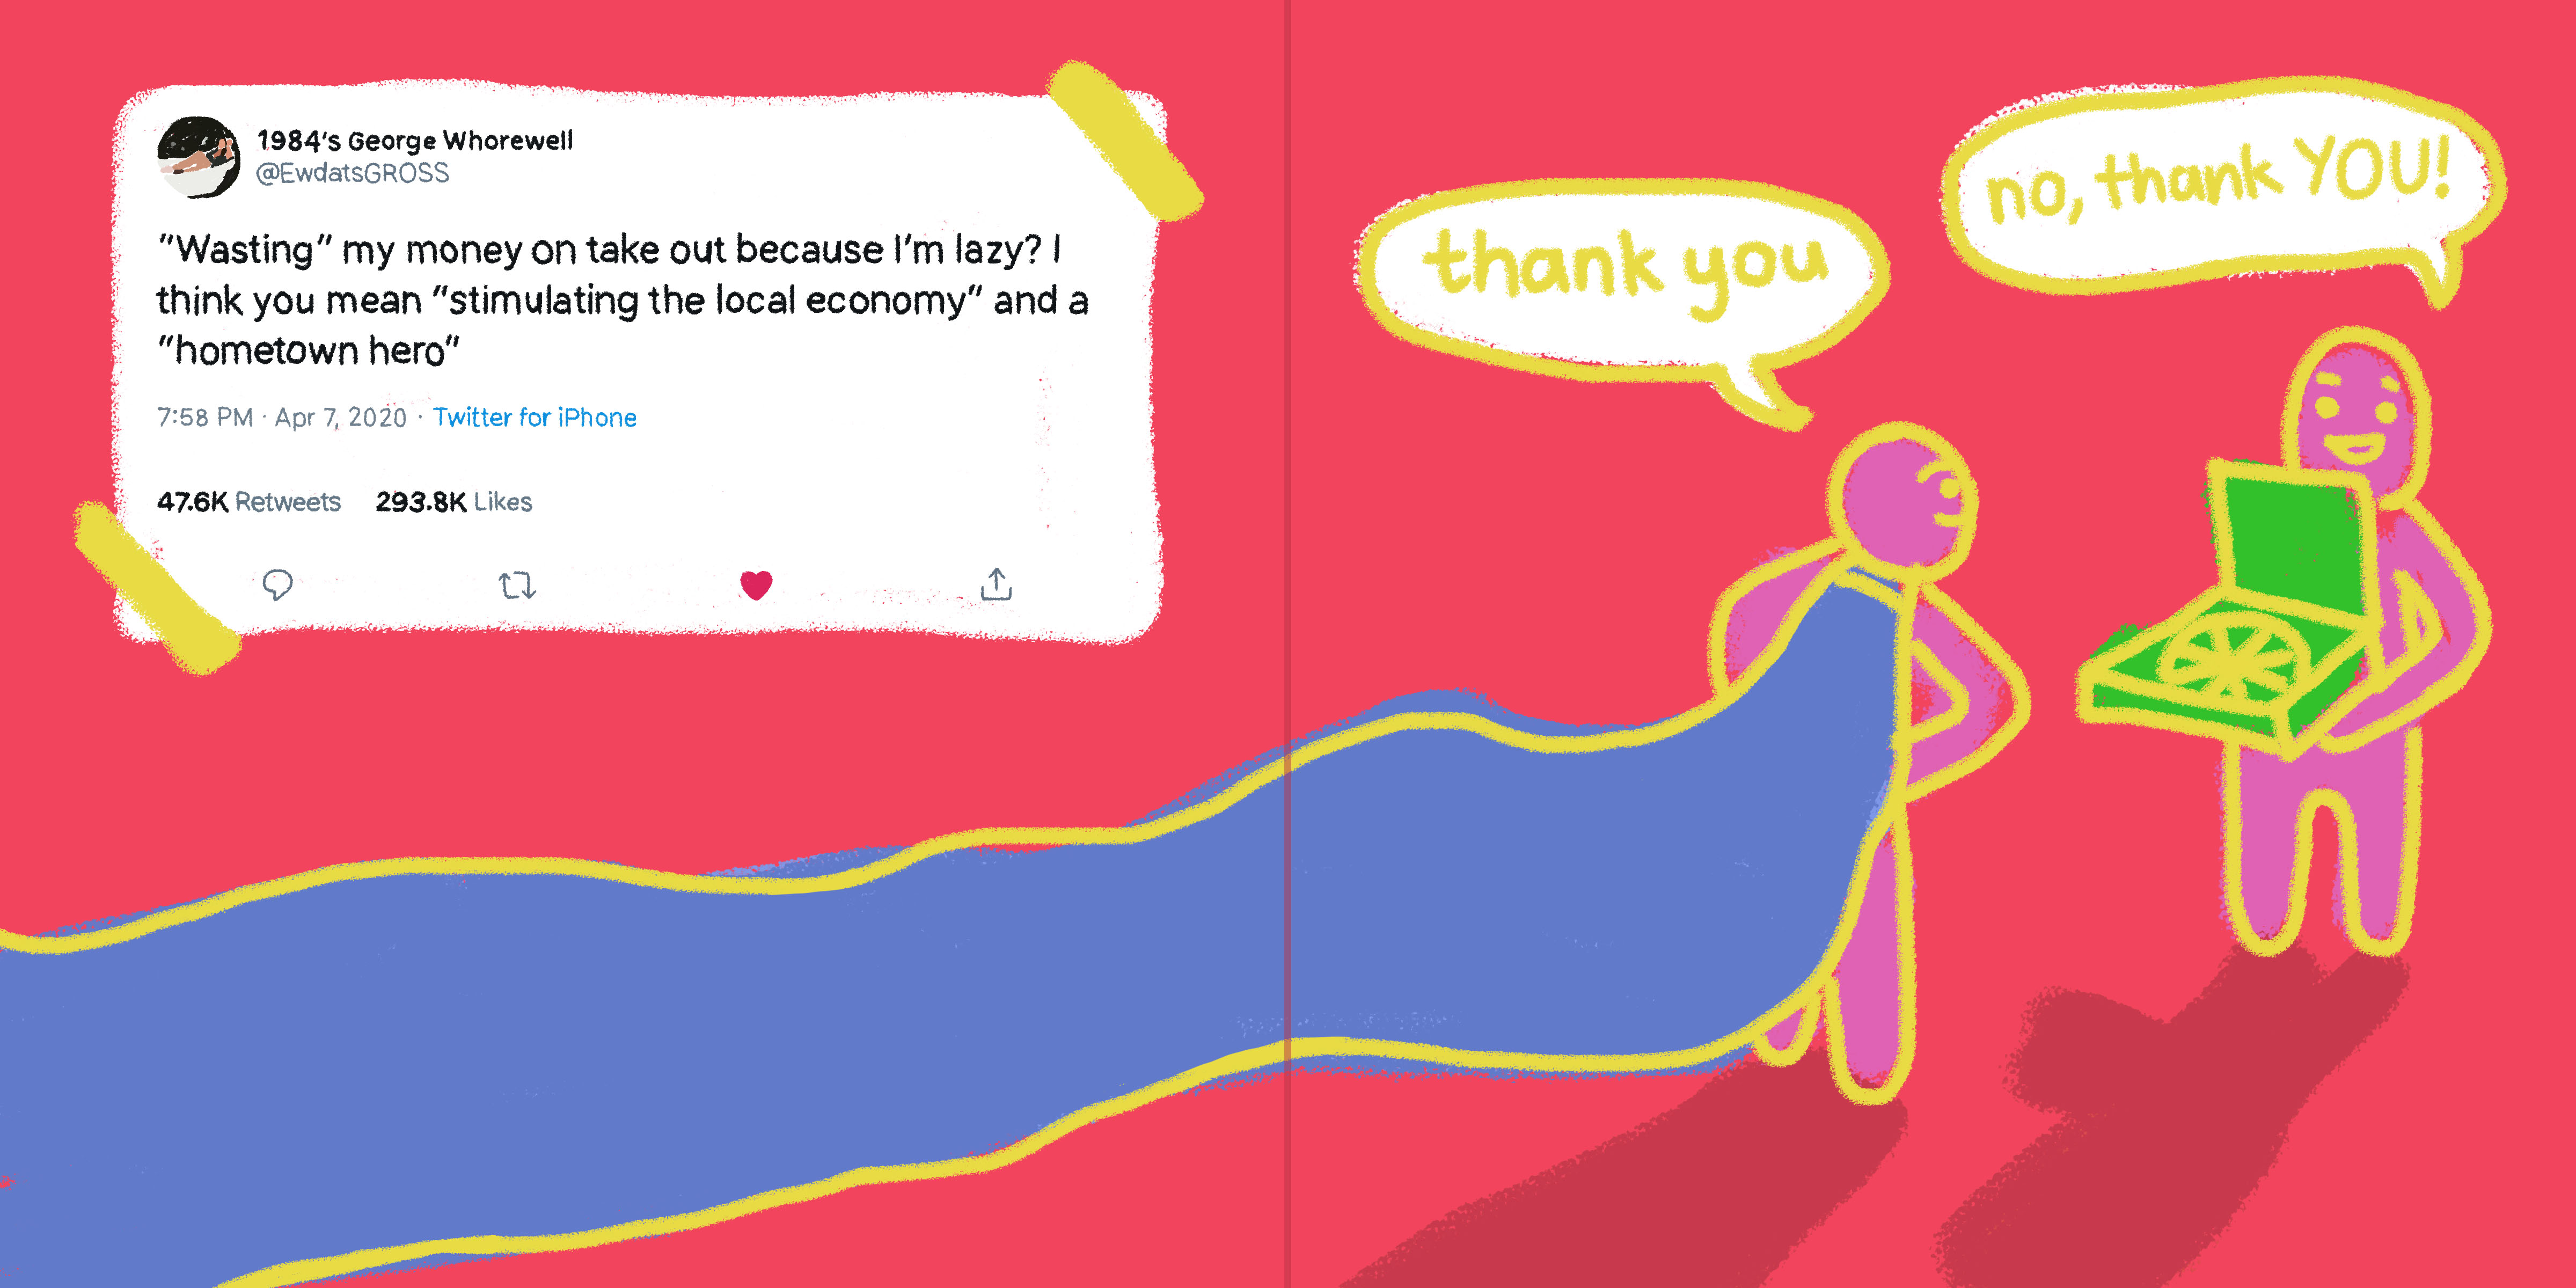 1984's George Whorewell
@EwdatsGROSS
"Wasting" my money on take out because I'm lazy? I
think you mean "stimulating the local economy" and a
"hometown hero"
7:58 PM · Apr 7, 2020 · Twitter for iPhone
47.6K Retweets 293.8K Likes
thank you
no, thank YOU!